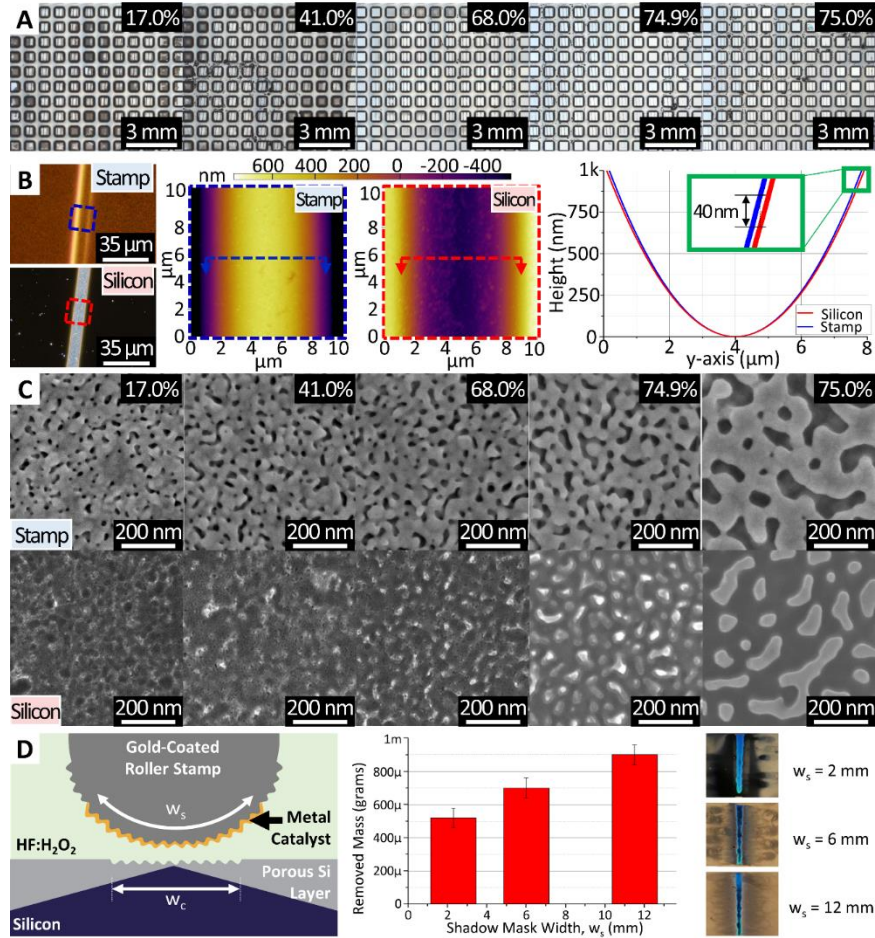 A
17.0%
41.0%
68.0%
74.9%
75.0%
3 mm
3 mm
3 mm
3 mm
3 mm
B
Stamp
35 µm
Silicon
35 µm
nm
600 400 200 0 -200 -400
Stamp
10
8
6
4
2
0
µm
0 2 4 6 8 10
µm
Silicon
10
8
6
4
2
0
µm
0 2 4 6 8 10
µm
1k
750
500
250
0
Height (nm)
40nm
Silicon
Stamp
0 2 4 6 8
y-axis (µm)
C
17.0%
41.0%
68.0%
74.9%
75.0%
Stamp
200 nm
200 nm
200 nm
200 nm
200 nm
Silicon
200 nm
200 nm
200 nm
200 nm
200 nm
D
Gold-Coated
Roller Stamp
wₛ
Metal
Catalyst
HF:H₂O₂
Porous Si
Layer
w꜀
Silicon
1m
800µ
600µ
400µ
200µ
0
Removed Mass (grams)
0 1 2 3 4 5 6 7 8 9 10 11 12
Shadow Mask Width, wₛ (mm)
wₛ = 2 mm
wₛ = 6 mm
wₛ = 12 mm